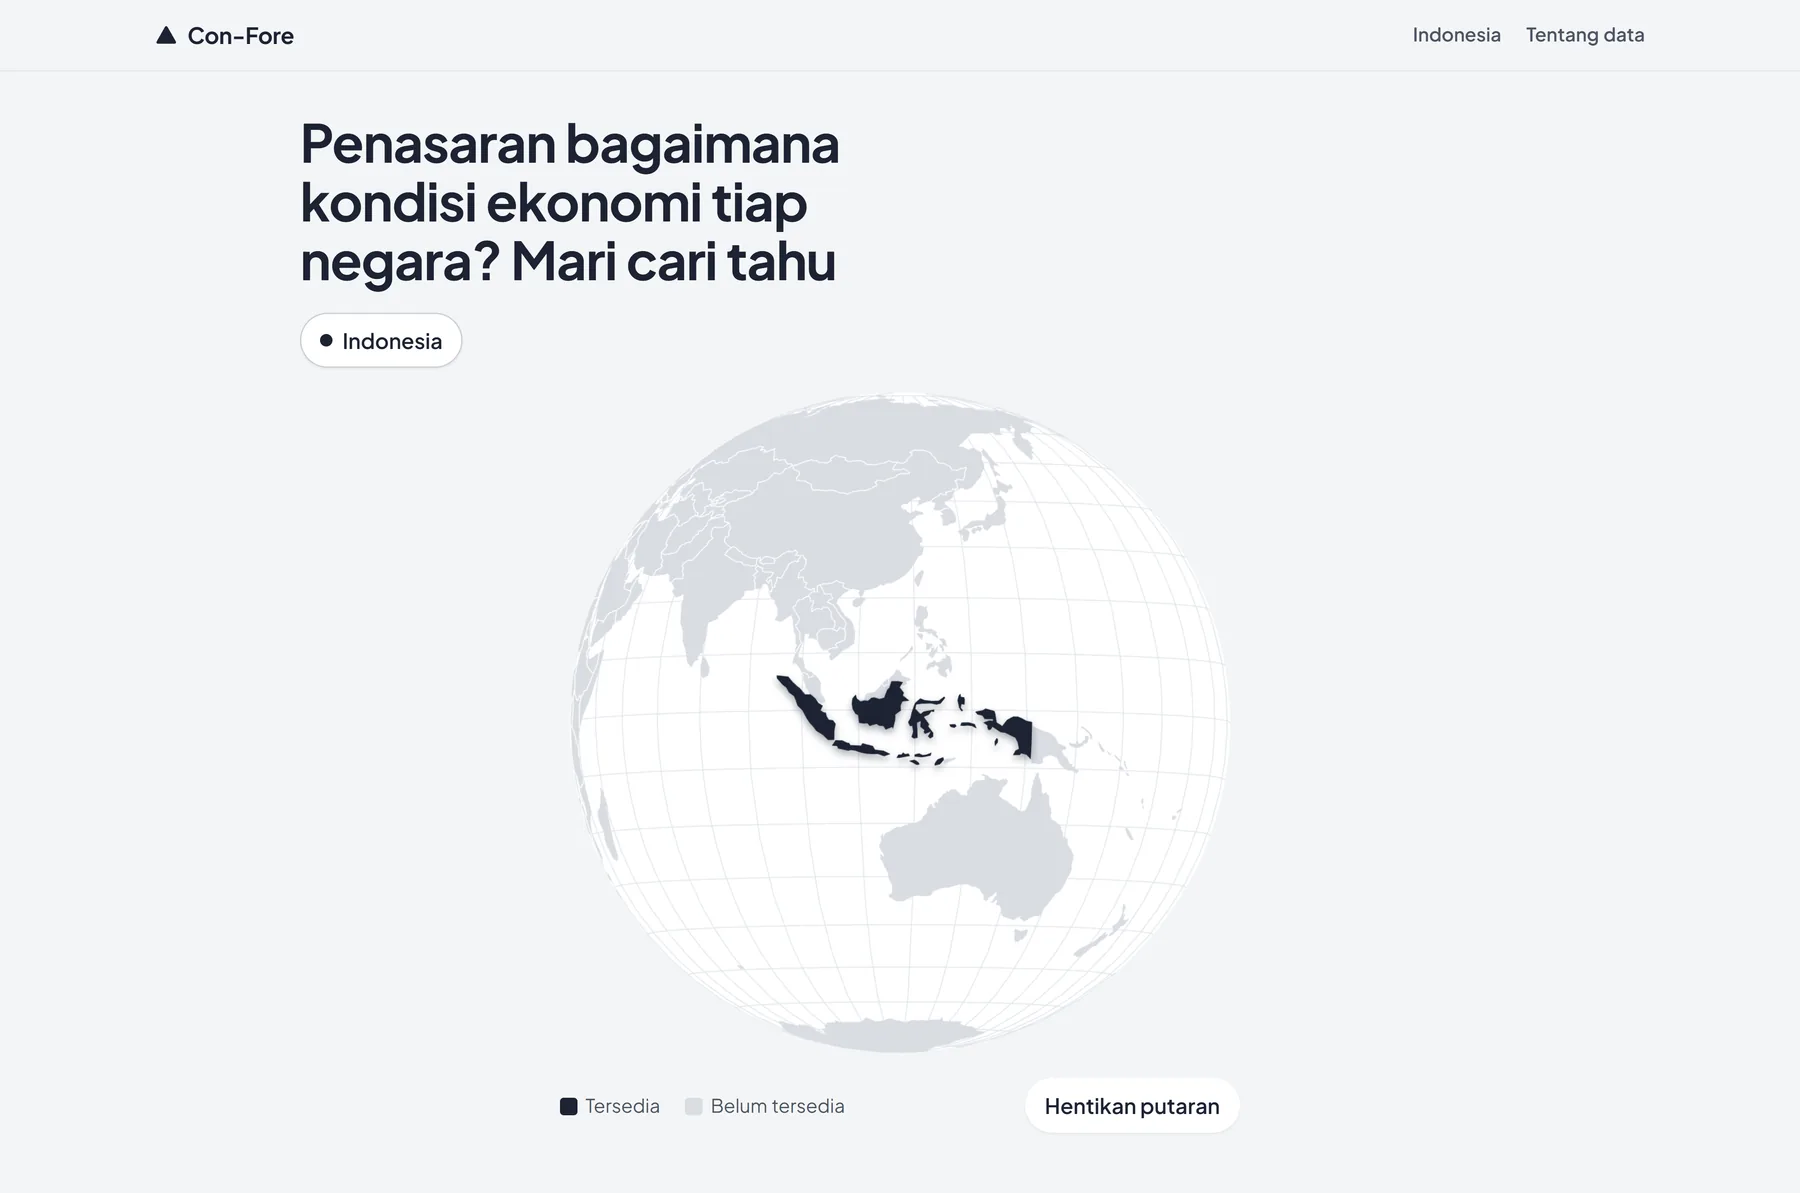 Con-Fore
Indonesia
Tentang data
Penasaran bagaimana
kondisi ekonomi tiap
negara? Mari cari tahu
Indonesia
Tersedia
Belum tersedia
Hentikan putaran